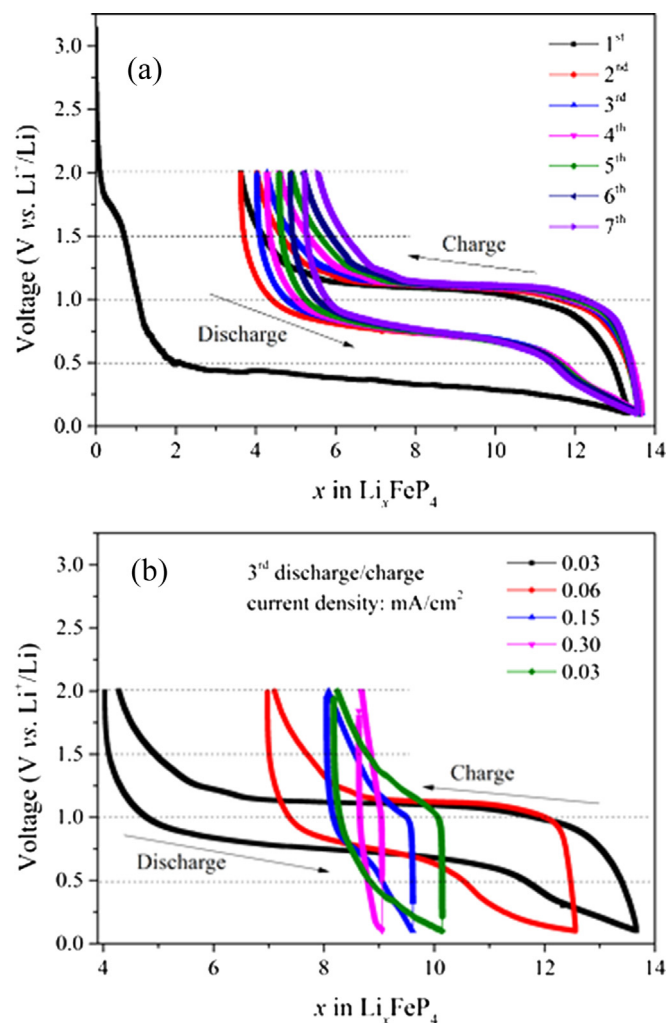 (a)
1st
2nd
3rd
4th
5th
6th
7th
Charge
Discharge
Voltage (V vs. Li+/Li)
3.0
2.5
2.0
1.5
1.0
0.5
0.0
0 2 4 6 8 10 12 14
x in LixFeP4
(b)
3rd discharge/charge
current density: mA/cm2
0.03
0.06
0.15
0.30
0.03
Charge
Discharge
Voltage (V vs. Li+/Li)
3.0
2.5
2.0
1.5
1.0
0.5
0.0
4 6 8 10 12 14
x in LixFeP4